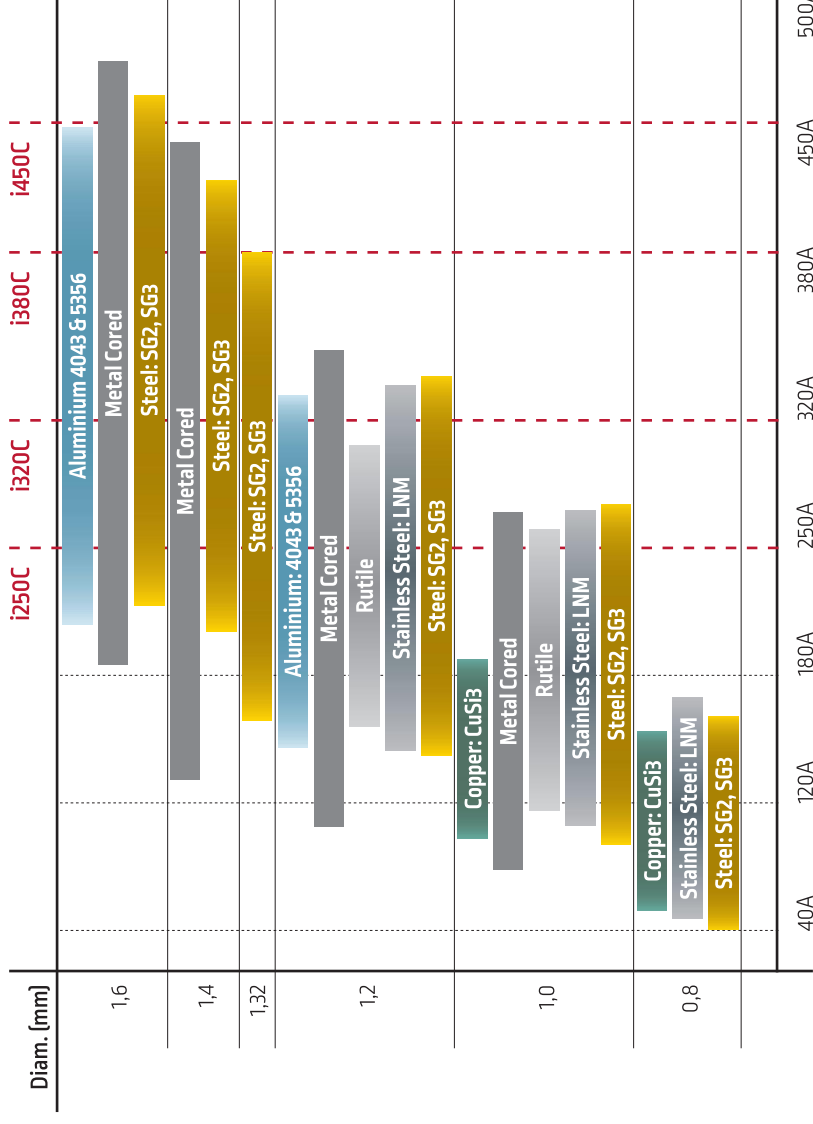 i250C
i320C
i380C
i450C
Diam. (mm)
1,6
Aluminium 4043 & 5356
Metal Cored
Steel: SG2, SG3
1,4
Metal Cored
Steel: SG2, SG3
1,32
Steel: SG2, SG3
1,2
Aluminium: 4043 & 5356
Metal Cored
Rutile
Stainless Steel: LNM
Steel: SG2, SG3
1,0
Copper: CuSi3
Metal Cored
Rutile
Stainless Steel: LNM
Steel: SG2, SG3
0,8
Copper: CuSi3
Stainless Steel: LNM
Steel: SG2, SG3
40A
120A
180A
250A
320A
380A
450A
500A